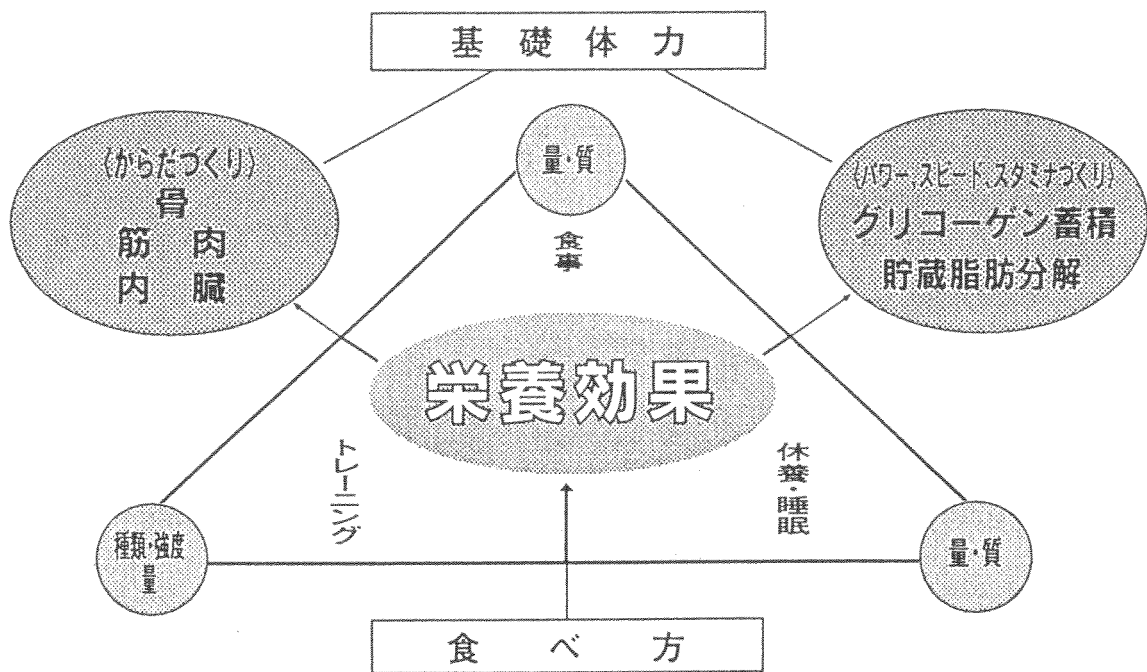 基礎体力
〈からだづくり〉
骨
筋肉
内臓
量・質
食事
〈パワー、スピード、スタミナづくり〉
グリコーゲン蓄積
貯蔵脂肪分解
栄養効果
トレーニング
休養・睡眠
種類・強度
量
量・質
食べ方